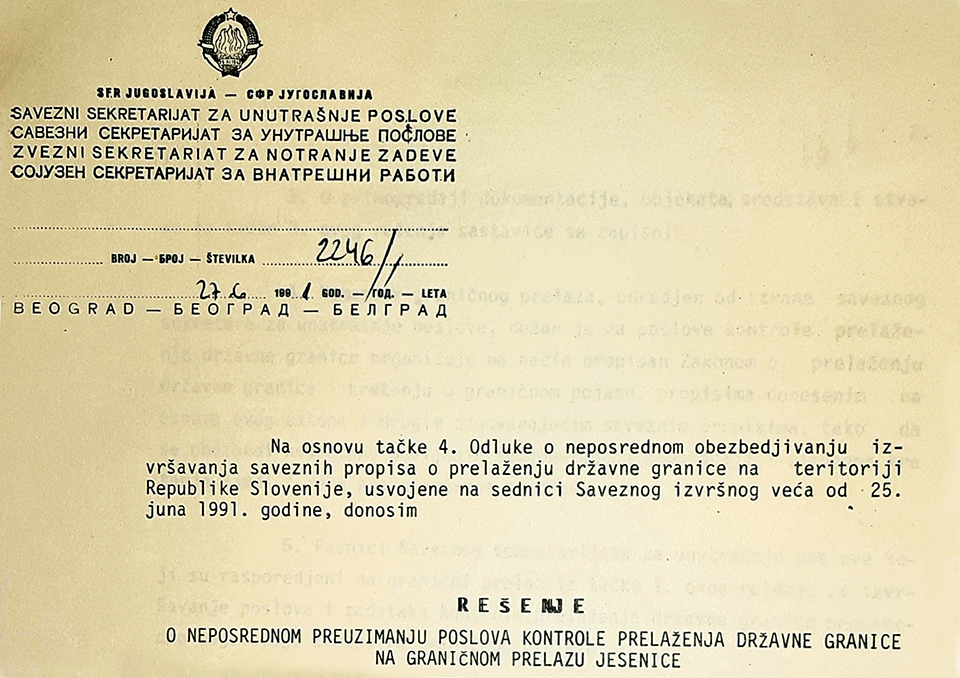 SFR JUGOSLAVIJA — СФР ЈУГОСЛАВИЈА
SAVEZNI SEKRETARIJAT ZA UNUTRAŠNJE POSLOVE
САВЕЗНИ СЕКРЕТАРИЈАТ ЗА УНУТРАШЊЕ ПОСЛОВЕ
ZVEZNI SEKRETARIAT ZA NOTRANJE ZADEVE
СОЈУЗЕН СЕКРЕТАРИЈАТ ЗА ВНАТРЕШНИ РАБОТИ
BROJ — БРОЈ — ŠTEVILKA 2246/1
27.6 1991 GOD. — ГОД. — LETA
BEOGRAD — БЕОГРАД — БЕЛГРАД
Na osnovu tačke 4. Odluke o neposrednom obezbedjivanju iz-
vršavanja saveznih propisa o prelaženju državne granice na teritoriji
Republike Slovenije, usvojene na sednici Saveznog izvršnog veća od 25.
juna 1991. godine, donosim
REŠENJE
O NEPOSREDNOM PREUZIMANJU POSLOVA KONTROLE PRELAŽENJA DRŽAVNE GRANICE
NA GRANIČNOM PRELAZU JESENICE